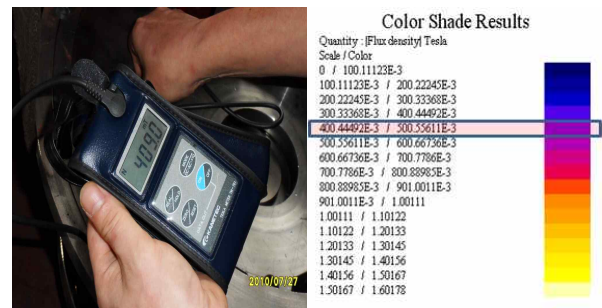 N
4090
2010/07/27
Color Shade Results
Quantity : |Flux density| Tesla
Scale / Color
0 / 100.11123E-3
100.11123E-3 / 200.22245E-3
200.22245E-3 / 300.33368E-3
300.33368E-3 / 400.44492E-3
400.44492E-3 / 500.55611E-3
500.55611E-3 / 600.66736E-3
600.66736E-3 / 700.7786E-3
700.7786E-3 / 800.88985E-3
800.88985E-3 / 901.0011E-3
901.0011E-3 / 1.00111
1.00111 / 1.10122
1.10122 / 1.20133
1.20133 / 1.30145
1.30145 / 1.40156
1.40156 / 1.50167
1.50167 / 1.60178